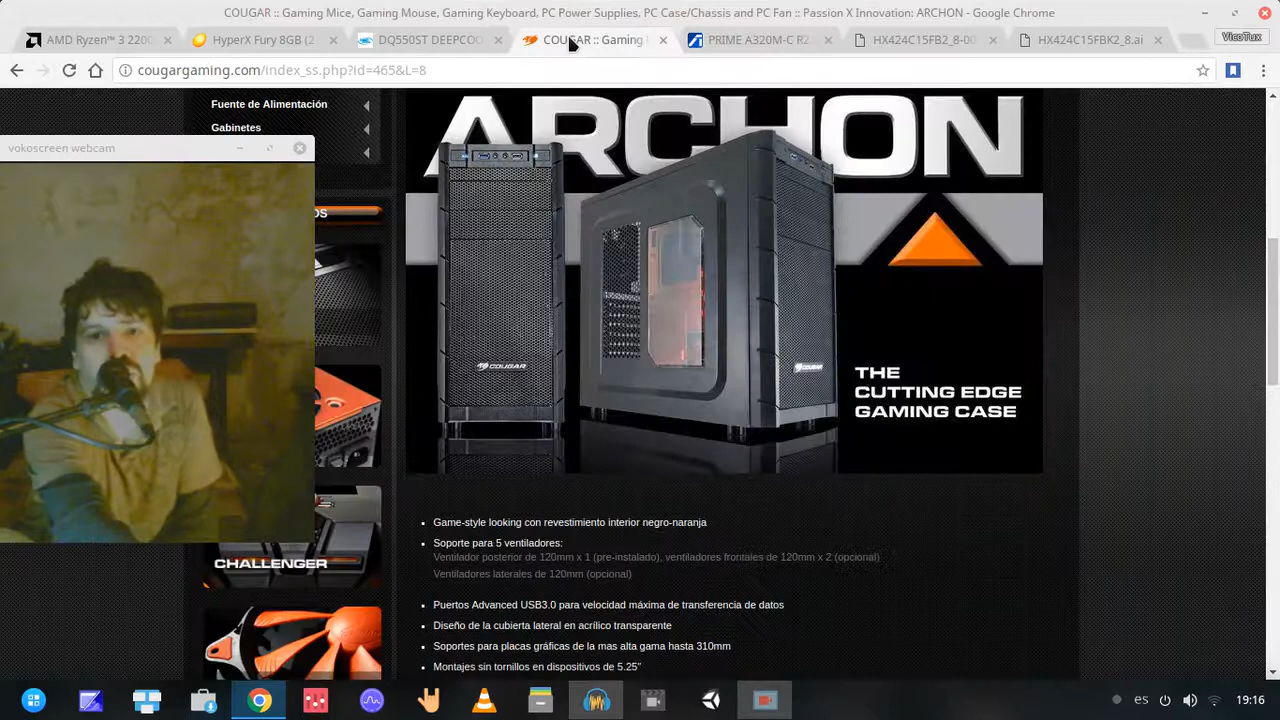 COUGAR :: Gaming Mice, Gaming Mouse, Gaming Keyboard, PC Power Supplies, PC Case/Chassis and PC Fan :: Passion X Innovation: ARCHON - Google Chrome
AMD Ryzen™ 3 220
HyperX Fury 8GB (2
DQ550ST DEEPCOO
COUGAR :: Gaming
PRIME A320M-C R2
HX424C15FB2_8-00
HX424C15FBK2_8.ai
VicoTux
cougargaming.com/index_ss.php?id=465&L=8
Fuente de Alimentación
Gabinetes
vokoscreen webcam
OS
CHALLENGER
ARCHON
COUGAR
COUGAR
THE
CUTTING EDGE
GAMING CASE
Game-style looking con revestimiento interior negro-naranja
Soporte para 5 ventiladores:
Ventilador posterior de 120mm x 1 (pre-instalado), ventiladores frontales de 120mm x 2 (opcional)
Ventiladores laterales de 120mm (opcional)
Puertos Advanced USB3.0 para velocidad máxima de transferencia de datos
Diseño de la cubierta lateral en acrílico transparente
Soportes para placas gráficas de la mas alta gama hasta 310mm
Montajes sin tornillos en dispositivos de 5.25"
es
19:16